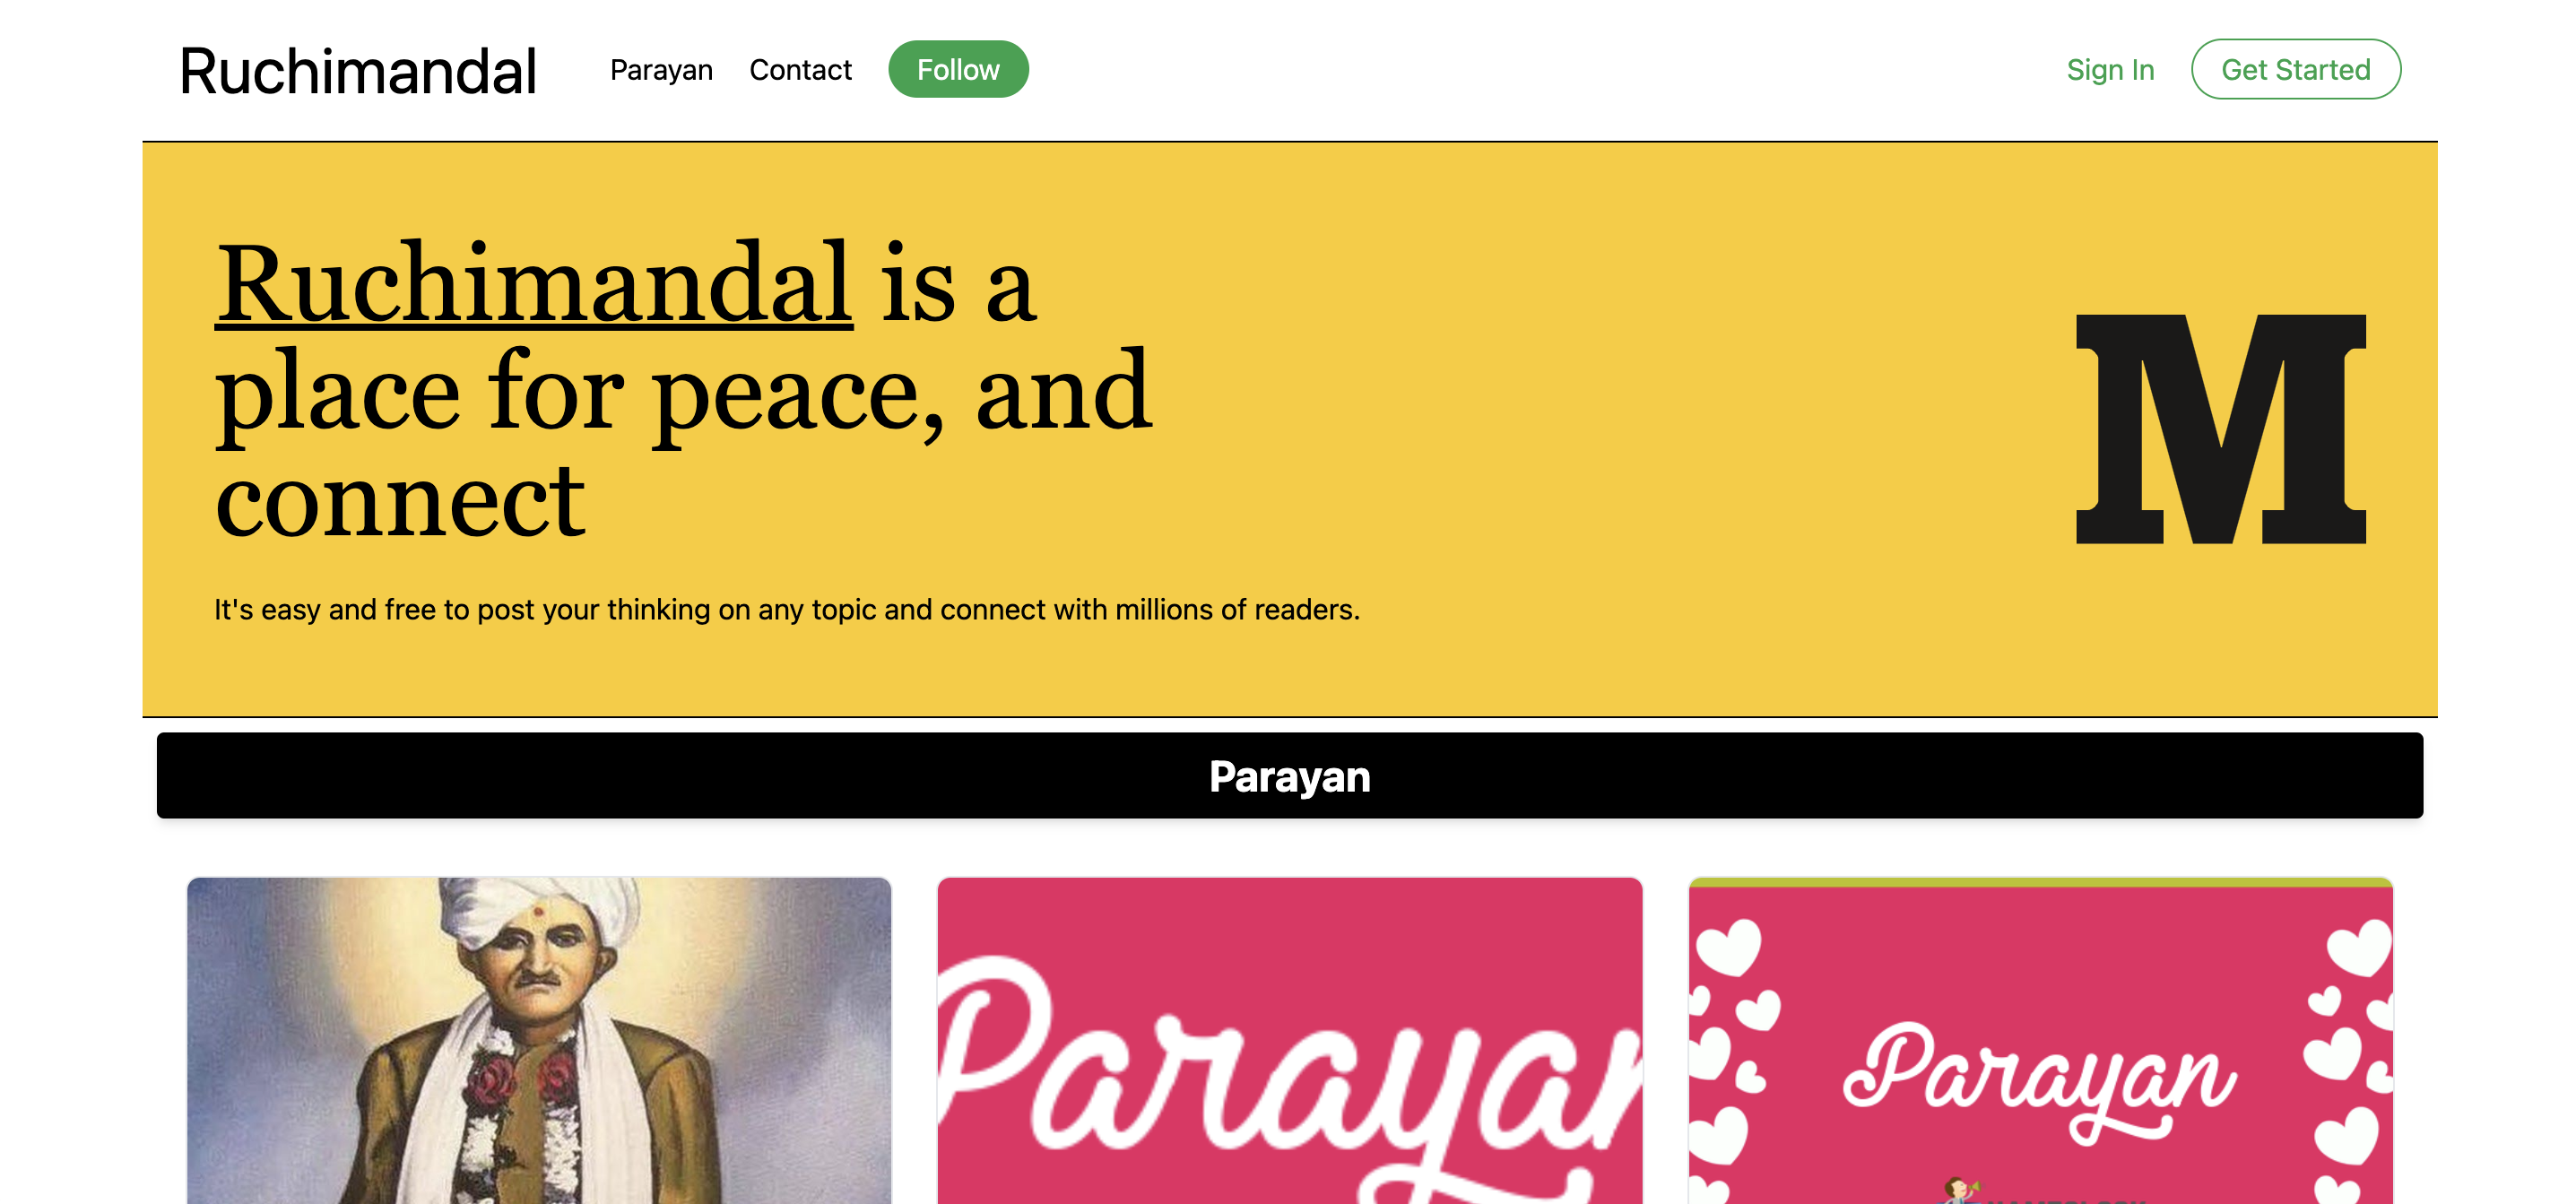 Ruchimandal
Parayan
Contact
Follow
Sign In
Get Started
Ruchimandal is a
place for peace, and
connect
M
It's easy and free to post your thinking on any topic and connect with millions of readers.
Parayan
Parayan
Parayan